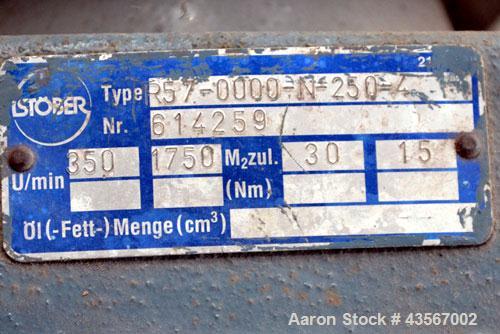 21
STÖBER
Type R57-0000-N-250-4
Nr. 614259
350 1750 M₂zul. 30 15
U/min (Nm)
Öl (-Fett-) Menge (cm³)
Aaron Stock # 43567002